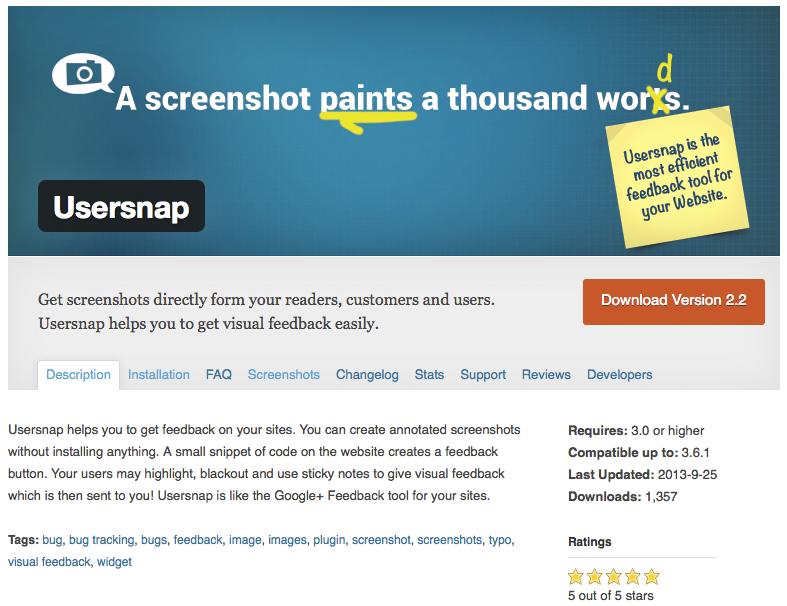 A screenshot paints a thousand words.
Usersnap is the
most efficient
feedback tool for
your Website.
Usersnap
Get screenshots directly form your readers, customers and users.
Usersnap helps you to get visual feedback easily.
Download Version 2.2
Description Installation FAQ Screenshots Changelog Stats Support Reviews Developers
Usersnap helps you to get feedback on your sites. You can create annotated screenshots
without installing anything. A small snippet of code on the website creates a feedback
button. Your users may highlight, blackout and use sticky notes to give visual feedback
which is then sent to you! Usersnap is like the Google+ Feedback tool for your sites.
Tags: bug, bug tracking, bugs, feedback, image, images, plugin, screenshot, screenshots, typo,
visual feedback, widget
Requires: 3.0 or higher
Compatible up to: 3.6.1
Last Updated: 2013-9-25
Downloads: 1,357
Ratings
5 out of 5 stars